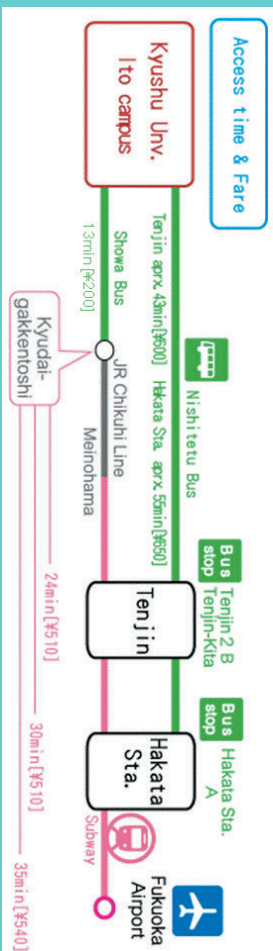 Access time & Fare
Kyushu Unv.
Ito campus
Nishitetu Bus
Tenjin aprx. 43min[¥600]　Hakata Sta. aprx. 55min[¥650]
Bus
stop
Tenjin 2 B
Tenjin-Kita
Bus
stop
Hakata Sta.
A
Showa Bus
13min[¥200]
JR Chikuhi Line
Meinohama
Tenjin
Hakata
Sta.
Fukuoka
Airport
Subway
Kyudai-
gakkentoshi
24min[¥510]
30min[¥510]
35min[¥540]